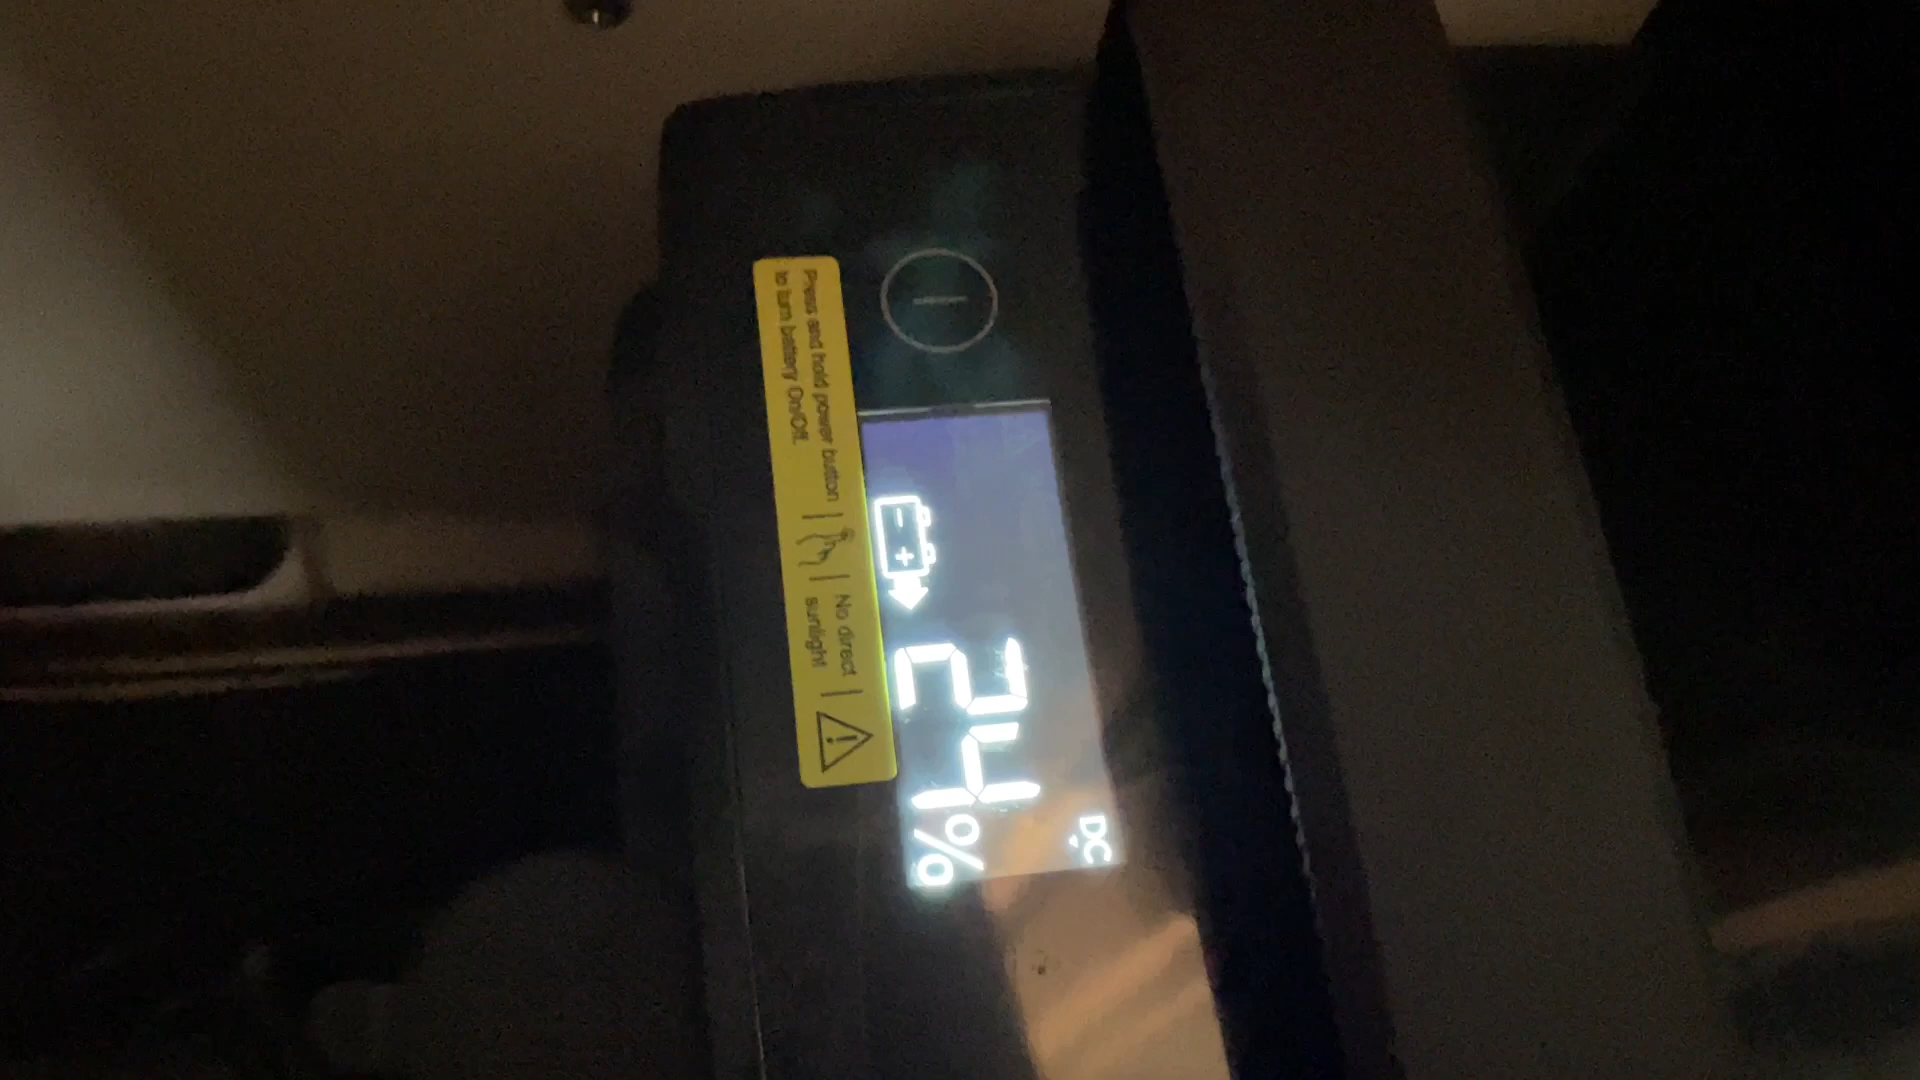 DC
24%
Press and hold power button
to turn battery On/Off.
No direct
sunlight